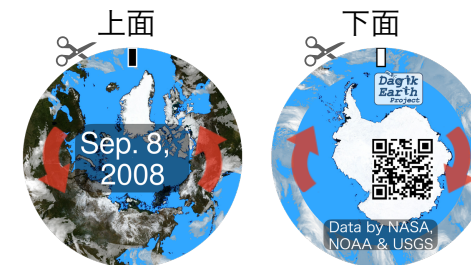 上面
下面
Sep. 8,
2008
Dagik
Earth
Project
Data by NASA,
NOAA & USGS